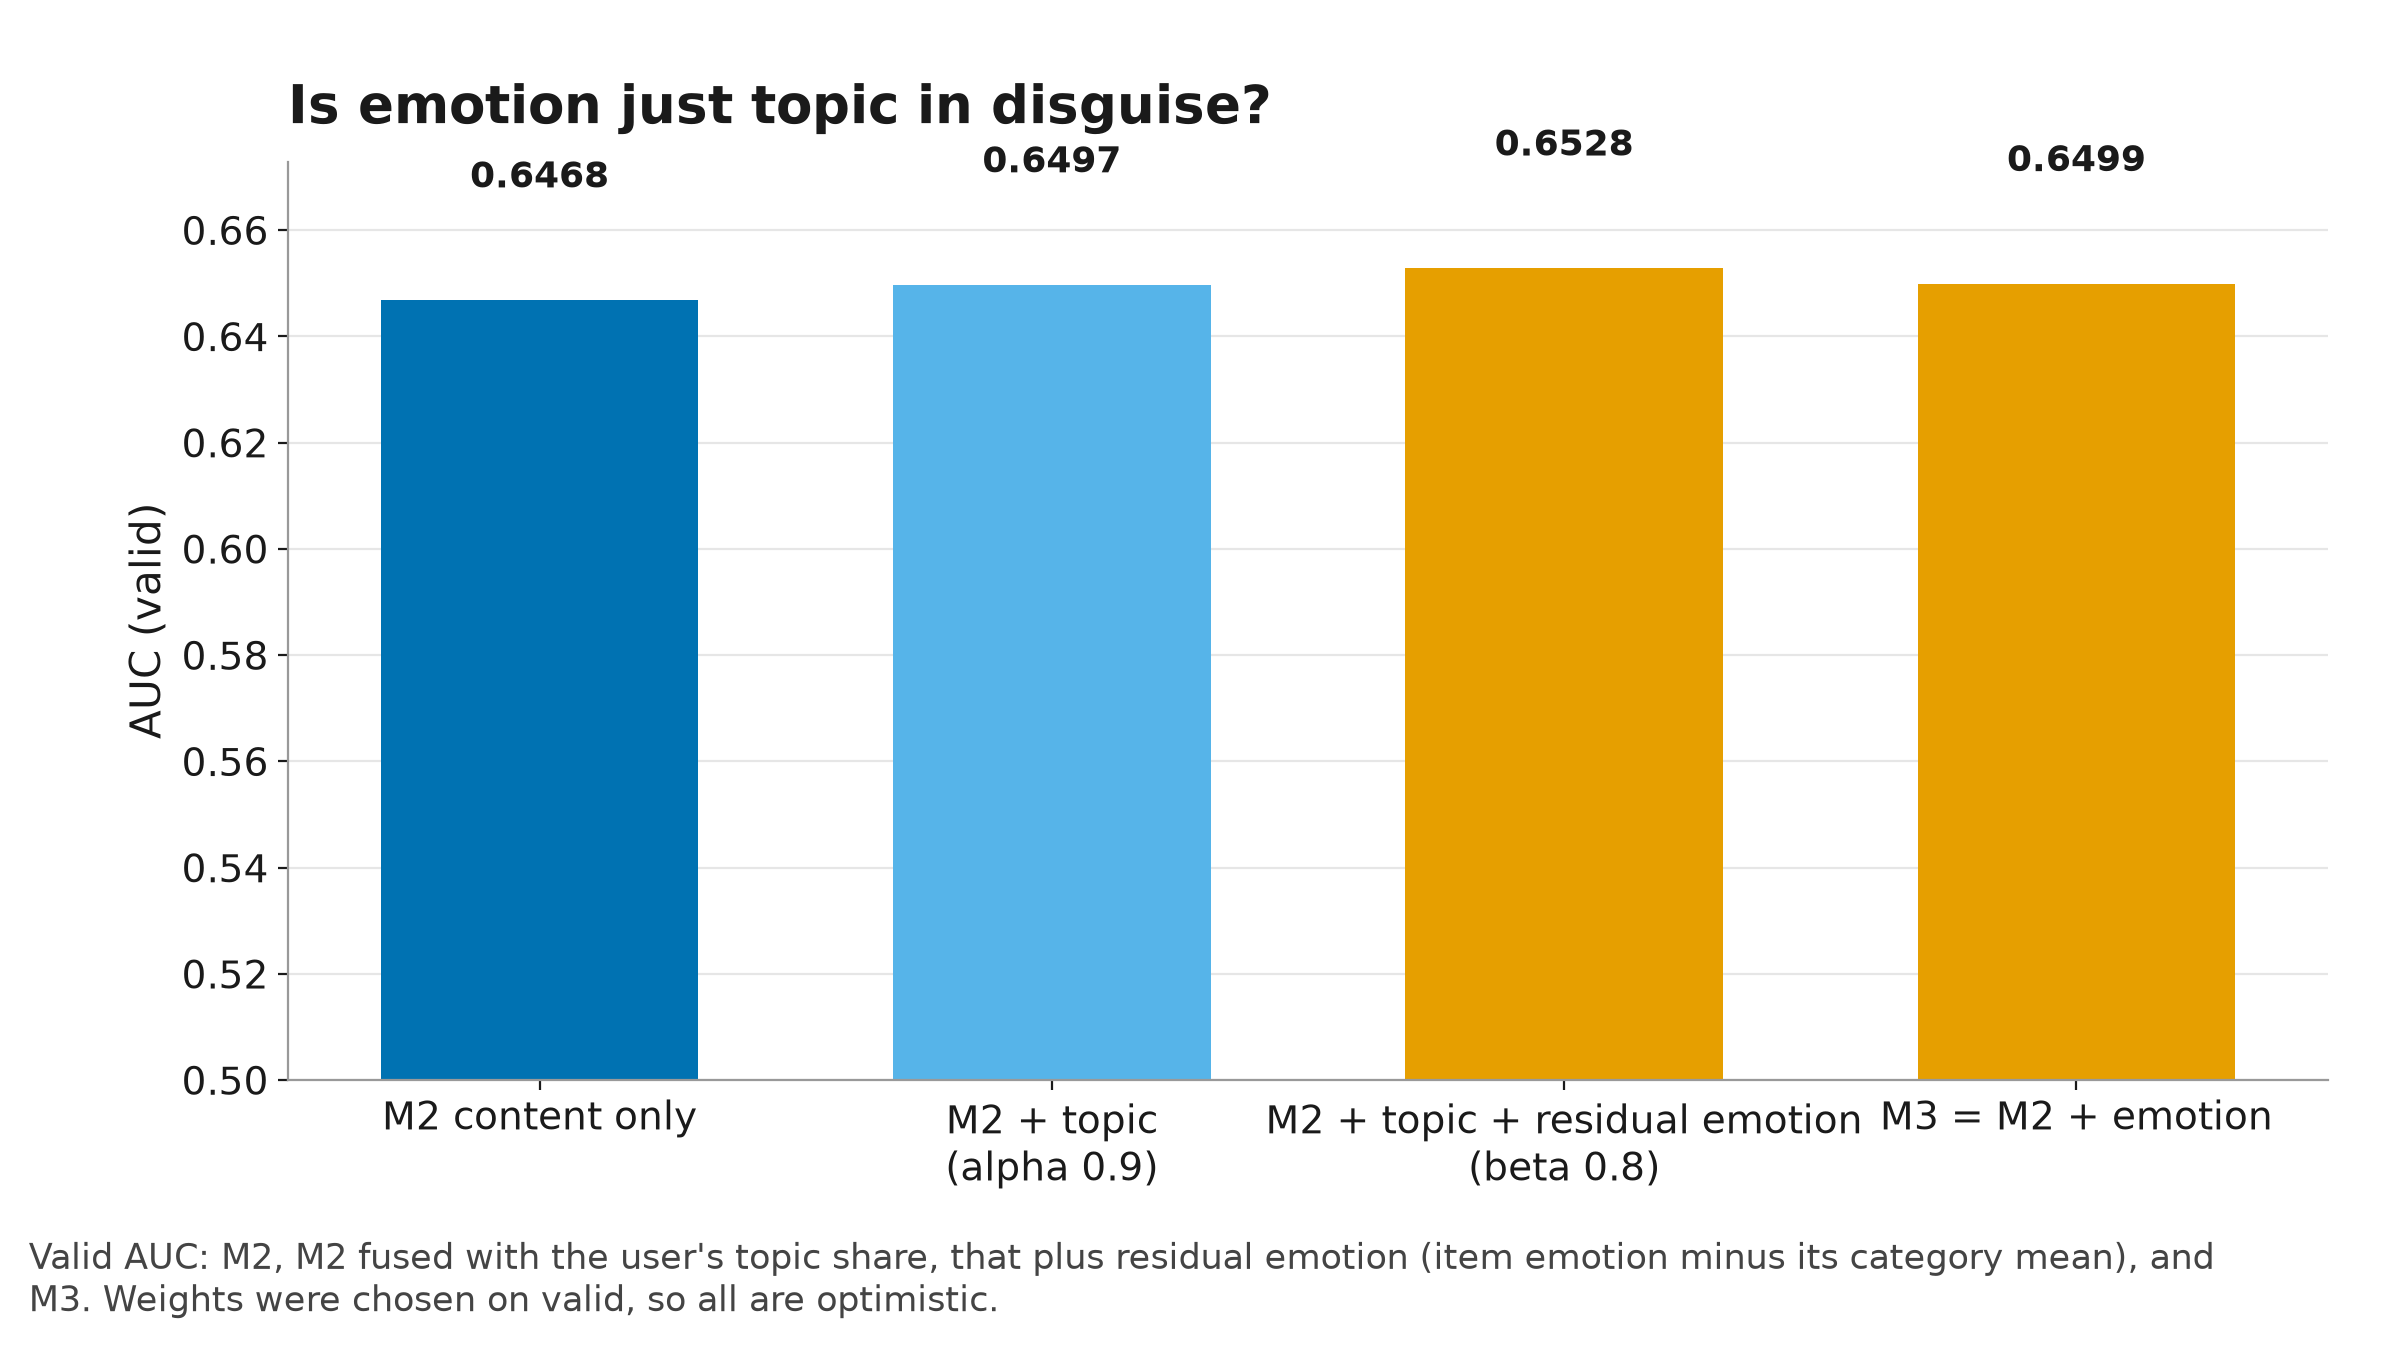 Is emotion just topic in disguise?
0.6468
0.6497
0.6528
0.6499
AUC (valid)
0.66
0.64
0.62
0.60
0.58
0.56
0.54
0.52
0.50
M2 content only
M2 + topic
(alpha 0.9)
M2 + topic + residual emotion
(beta 0.8)
M3 = M2 + emotion
Valid AUC: M2, M2 fused with the user's topic share, that plus residual emotion (item emotion minus its category mean), and
M3. Weights were chosen on valid, so all are optimistic.